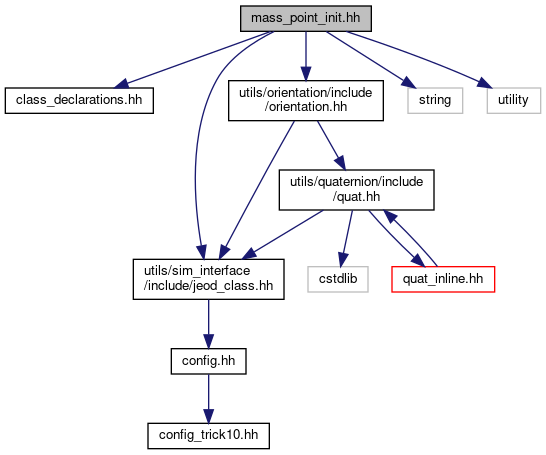 mass_point_init.hh
class_declarations.hh
utils/orientation/include
/orientation.hh
string
utility
utils/quaternion/include
/quat.hh
utils/sim_interface
/include/jeod_class.hh
cstdlib
quat_inline.hh
config.hh
config_trick10.hh